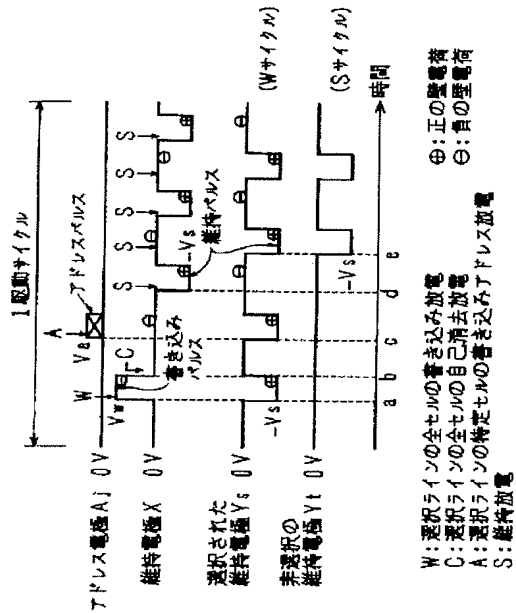 1駆動サイクル
A
アドレスパルス
Va
アドレス電極Aj 0V
W
Vw
C
書き込みパルス
S S S S
維持電極X 0V
-Vs
維持パルス
選択された維持電極Ys 0V
-Vs
(Wサイクル)
非選択の維持電極Yt 0V
-Vs
(Sサイクル)
a b c d e
時間
W:選択ラインの全セルの書き込み放電
C:選択ラインの全セルの自己消去放電
A:選択ラインの特定セルの書き込みアドレス放電
S:維持放電
⊕:正の壁電荷
⊖:負の壁電荷